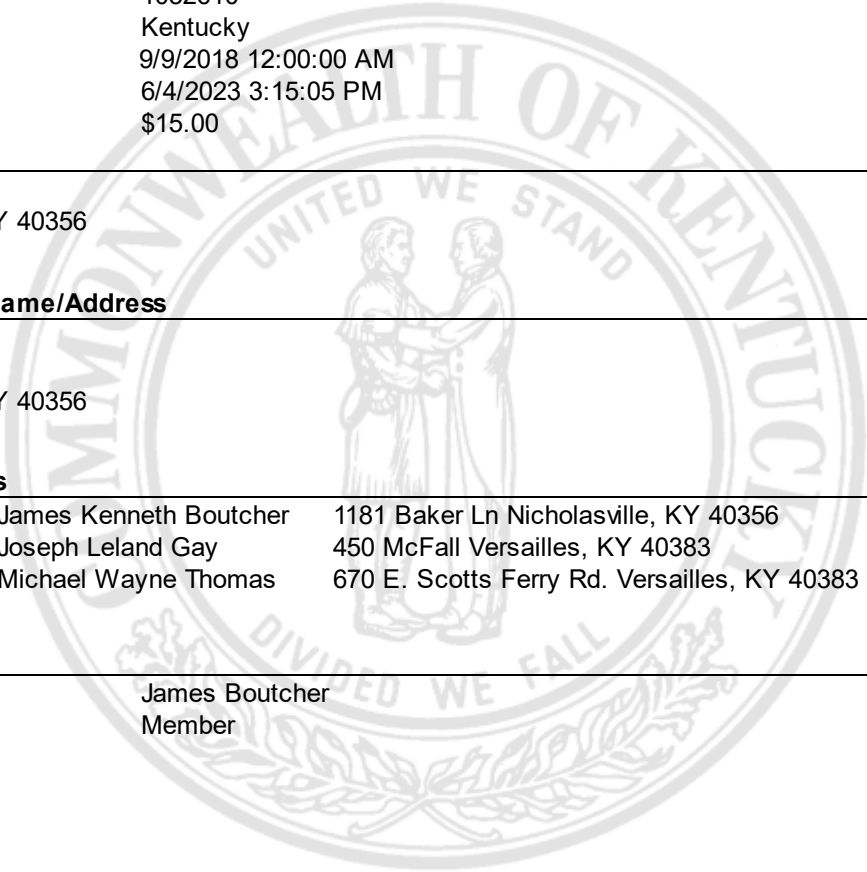 Kentucky
9/9/2018 12:00:00 AM
6/4/2023 3:15:05 PM
$15.00
Y 40356
ame/Address
Y 40356
s
James Kenneth Boutcher 1181 Baker Ln Nicholasville, KY 40356
Joseph Leland Gay 450 McFall Versailles, KY 40383
Michael Wayne Thomas 670 E. Scotts Ferry Rd. Versailles, KY 40383
James Boutcher
Member
COMMONWEALTH OF KENTUCKY
UNITED WE STAND
DIVIDED WE FALL